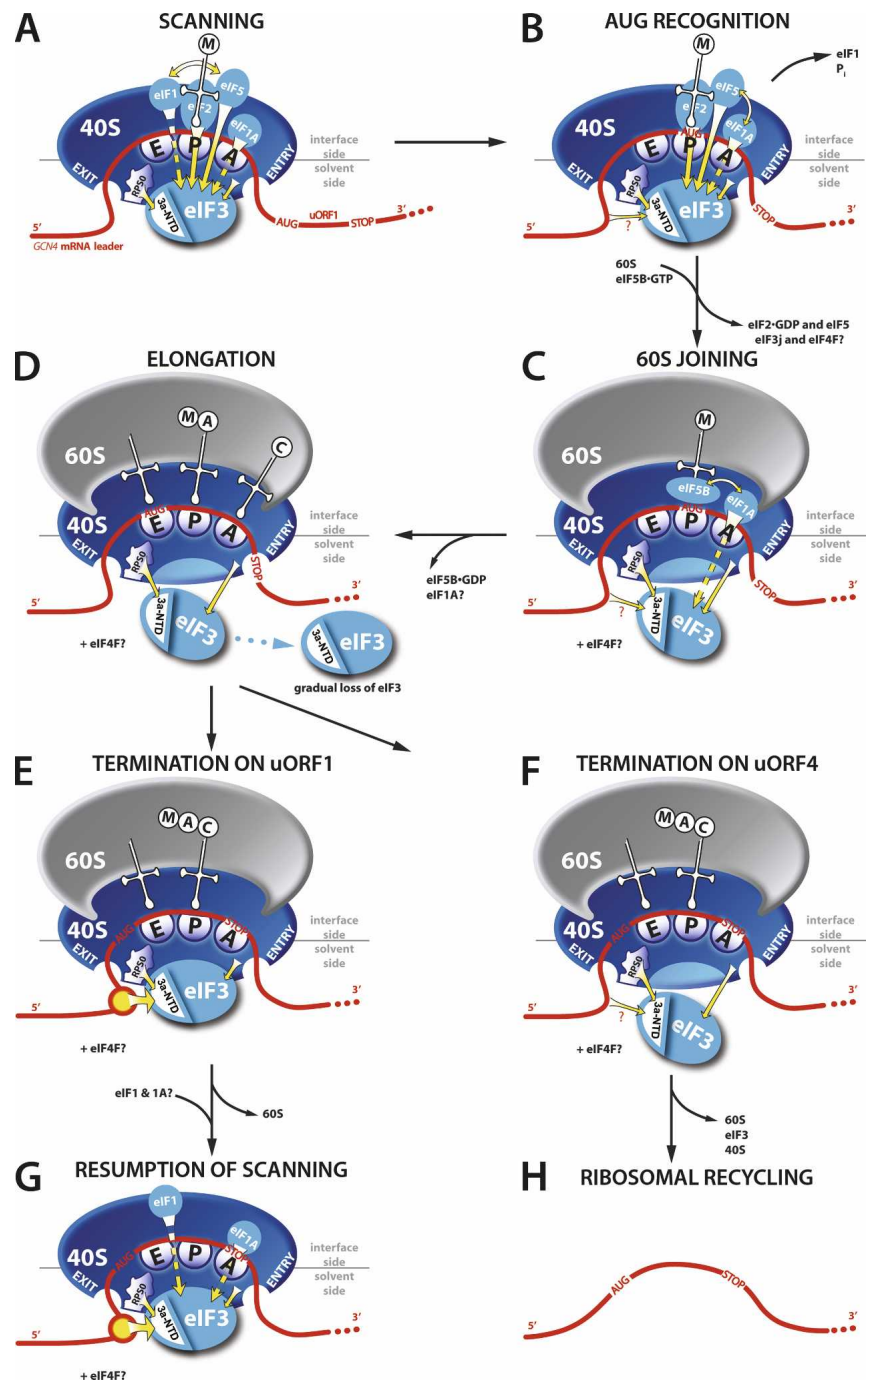 A
SCANNING
M
eIF1
eIF2
eIF5
eIF1A
40S
E
P
A
EXIT
ENTRY
interface
side
solvent
side
RPS0
3a-NTD
eIF3
5’
GCN4 mRNA leader
AUG
uORF1
STOP
3’
B
AUG RECOGNITION
M
eIF1
Pi
eIF2
eIF5
eIF1A
40S
AUG
E
P
A
EXIT
ENTRY
interface
side
solvent
side
RPS0
3a-NTD
eIF3
STOP
5’
?
3’
60S
eIF5B•GTP
eIF2•GDP and eIF5
eIF3j and eIF4F?
D
ELONGATION
M
A
C
60S
40S
AUG
E
P
A
EXIT
ENTRY
interface
side
solvent
side
RPS0
STOP
5’
3’
3a-NTD
eIF3
+ eIF4F?
3a-NTD
eIF3
gradual loss of eIF3
C
60S JOINING
M
60S
eIF5B
eIF1A
40S
AUG
E
P
A
EXIT
ENTRY
interface
side
solvent
side
RPS0
STOP
5’
?
3’
3a-NTD
eIF3
+ eIF4F?
eIF5B•GDP
eIF1A?
E
TERMINATION ON uORF1
M
A
C
60S
40S
AUG
E
P
A
STOP
EXIT
ENTRY
interface
side
solvent
side
RPS0
3a-NTD
eIF3
5’
3’
+ eIF4F?
eIF1 & 1A?
60S
F
TERMINATION ON uORF4
M
A
C
60S
40S
AUG
E
P
A
STOP
EXIT
ENTRY
interface
side
solvent
side
RPS0
5’
?
3’
3a-NTD
eIF3
+ eIF4F?
60S
eIF3
40S
G
RESUMPTION OF SCANNING
eIF1
eIF1A
40S
AUG
E
P
A
STOP
EXIT
ENTRY
interface
side
solvent
side
RPS0
3a-NTD
eIF3
5’
3’
+ eIF4F?
H
RIBOSOMAL RECYCLING
AUG
STOP
5’
3’